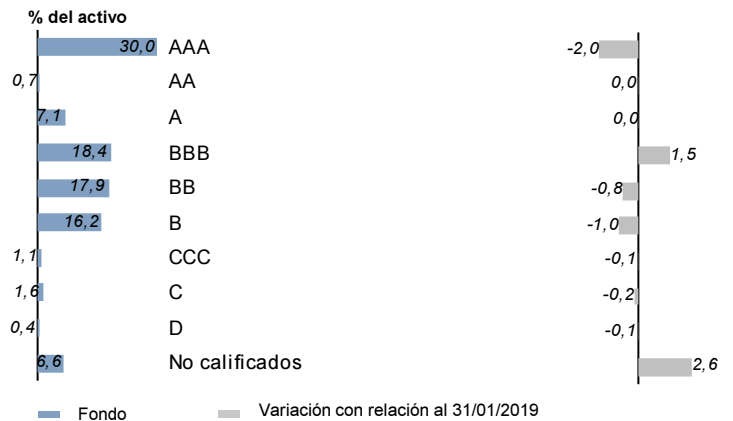 % del activo
30,0 AAA -2,0
0,7 AA 0,0
7,1 A 0,0
18,4 BBB 1,5
17,9 BB -0,8
16,2 B -1,0
1,1 CCC -0,1
1,6 C -0,2
0,4 D -0,1
6,6 No calificados 2,6
Fondo Variación con relación al 31/01/2019